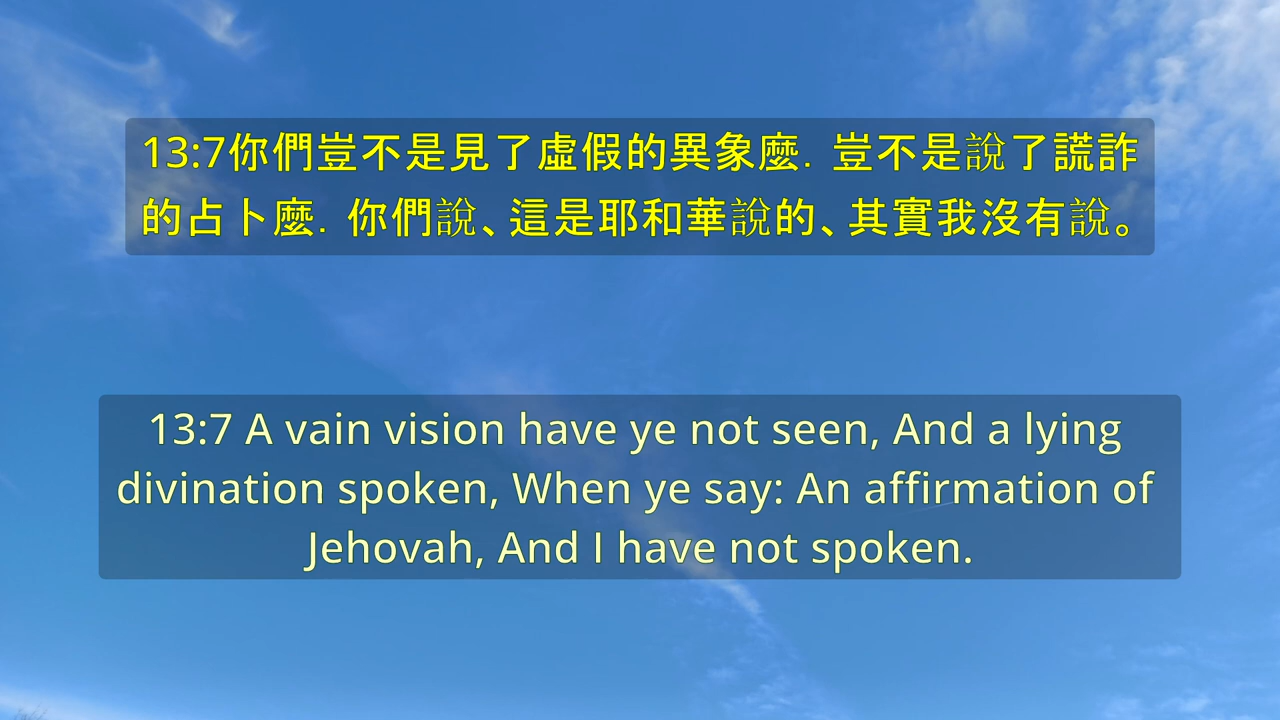 13:7你們豈不是見了虛假的異象麼．豈不是說了謊詐
的占卜麼．你們說、這是耶和華說的、其實我沒有說。
13:7 A vain vision have ye not seen, And a lying
divination spoken, When ye say: An affirmation of
Jehovah, And I have not spoken.